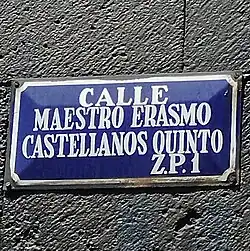 CALLE
MAESTRO ERASMO
CASTELLANOS QUINTO
Z.P.1